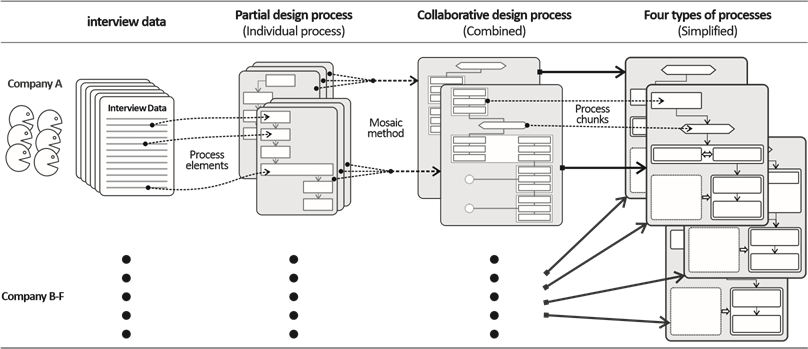 interview data
Partial design process
(Individual process)
Collaborative design process
(Combined)
Four types of processes
(Simplified)
Company A
Interview Data
Process
elements
Mosaic
method
Process
chunks
Company B-F